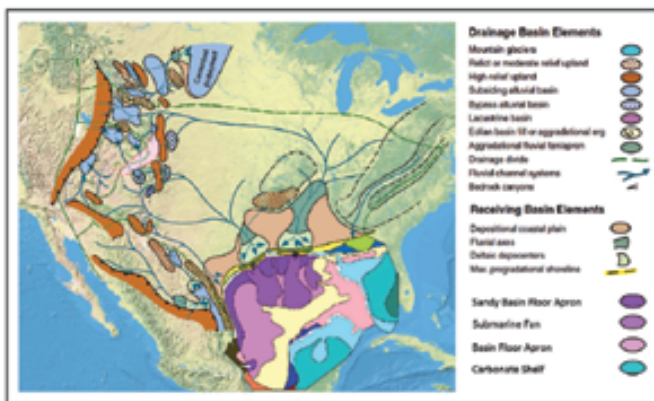 Drainage Basin Elements
Mountain glaciers
Relict or moderate relief upland
High relief upland
Subsiding alluvial basin
Bypass alluvial basin
Lacustrine basin
Eolian basin fill or aggradational erg
Aggradational fluvial fan/apron
Drainage divide
Fluvial channel systems
Bedrock canyons
Receiving Basin Elements
Depositional coastal plain
Fluvial axes
Deltaic depocenters
Max. progradational shoreline
Sandy Basin Floor Apron
Submarine Fan
Basin Floor Apron
Carbonate Shelf